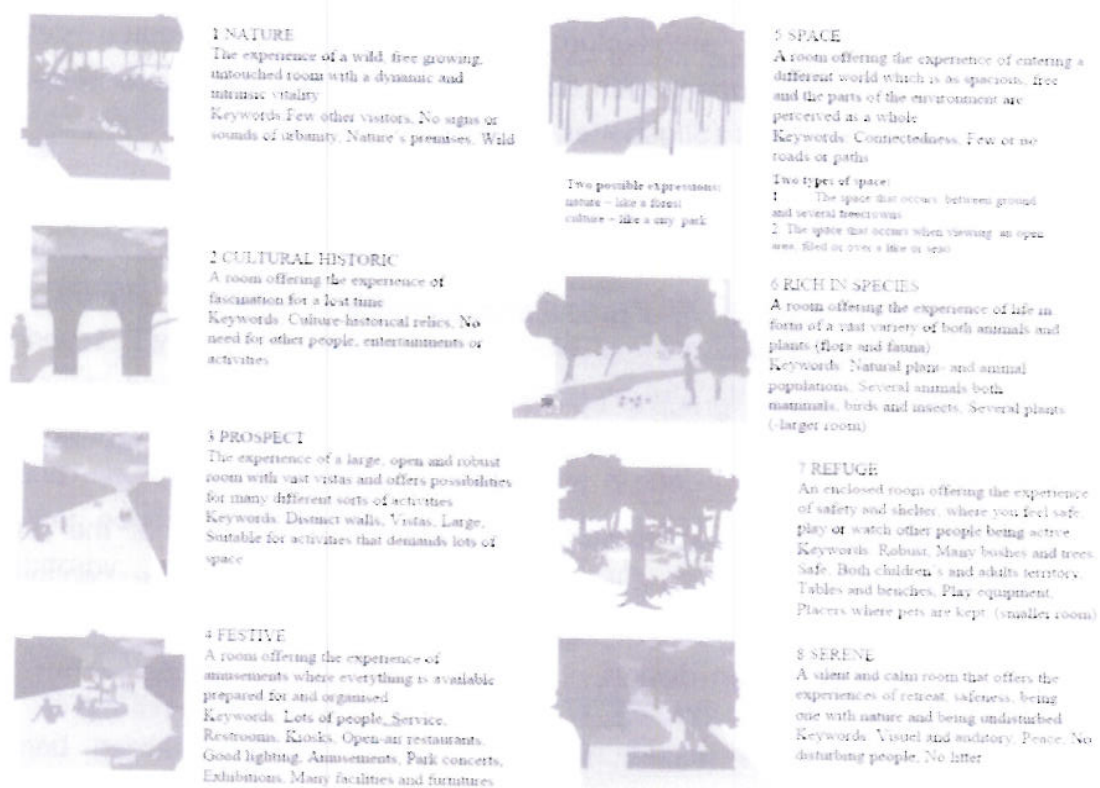 1 NATURE
The experience of a wild, free growing,
untouched room with a dynamic and
intrinsic vitality
Keywords Few other visitors, No signs or
sounds of urbanity, Nature's premises, Wild
2 CULTURAL HISTORIC
A room offering the experience of
fascination for a lost time
Keywords: Culture-historical relics, No
need for other people, entertainments or
activities
3 PROSPECT
The experience of a large, open and robust
room with vast vistas and offers possibilities
for many different sorts of activities
Keywords: Distinct walls, Vistas, Large,
Suitable for activities that demands lots of
space
4 FESTIVE
A room offering the experience of
amusements where everything is available
prepared for and organised
Keywords: Lots of people, Service,
Restrooms, Kiosks, Open-air restaurants,
Good lighting, Amusements, Park concerts,
Exhibitions, Many facilities and furnitures
5 SPACE
A room offering the experience of entering a
different world which is as spacious, free
and the parts of the environment are
perceived as a whole
Keywords: Connectedness, Few or no
roads or paths
Two possible expressions:
nature – like a forest
culture – like a city park
Two types of space:
1 The space that occurs between ground
and several treecrowns
2. The space that occurs when viewing an open
area, filed or over a lake or sea
6 RICH IN SPECIES
A room offering the experience of life in
form of a vast variety of both animals and
plants (flora and fauna)
Keywords: Natural plant- and animal
populations, Several animals both
mammals, birds and insects, Several plants
(-larger room)
7 REFUGE
An enclosed room offering the experience
of safety and shelter, where you feel safe,
play or watch other people being active
Keywords: Robust, Many bushes and trees,
Safe, Both children's and adults territory,
Tables and benches, Play equipment,
Placers where pets are kept. (smaller room)
8 SERENE
A silent and calm room that offers the
experiences of retreat, safeness, being
one with nature and being undisturbed
Keywords: Visuel and auditory, Peace, No
disturbing people, No litter